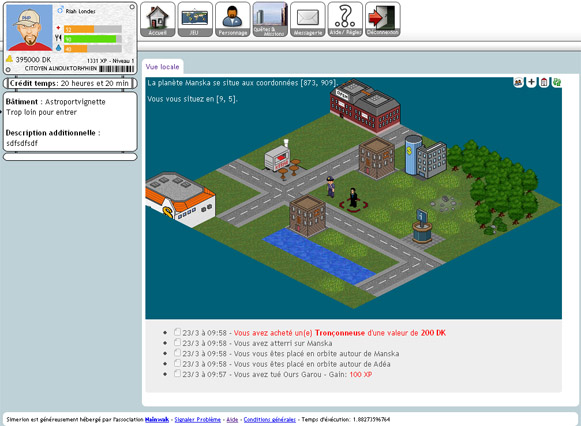 PHP
Rilah Londes
395000 DK
1331 XP - Niveau 1
CITOYEN ALNOUKTORPHIEN
Accueil
JEU
Personnage
Quêtes & Missions
Messagerie
Aide/ Règles
Déconnexion
Crédit temps: 20 heures et 20 min
Bâtiment : Astroportvignette
Trop loin pour entrer
Description additionnelle :
sdfsdfsdf
Vue locale
La planète Manska se situe aux coordonnées [873, 909].
Vous vous situez en [9, 5].
23/3 à 09:58 - Vous avez acheté un(e) Tronçonneuse d'une valeur de 200 DK
23/3 à 09:58 - Vous avez atterri sur Manska
23/3 à 09:58 - Vous vous êtes placé en orbite autour de Manska
23/3 à 09:58 - Vous vous êtes placé en orbite autour de Adéa
23/3 à 09:57 - Vous avez tué Ours Garou - Gain: 100 XP
Simerion est généreusement hébergé par l'association Mainwak - Signaler Problème - Aide - Conditions générales - Temps d'éxécution: 1.88273596764